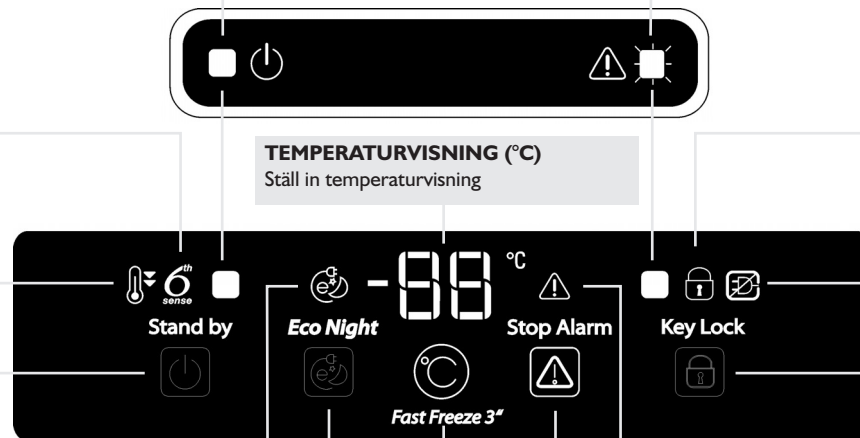 TEMPERATURVISNING (°C)
Ställ in temperaturvisning
6th sense
-88 °C
Stand by
Eco Night
Stop Alarm
Key Lock
°C
Fast Freeze 3”